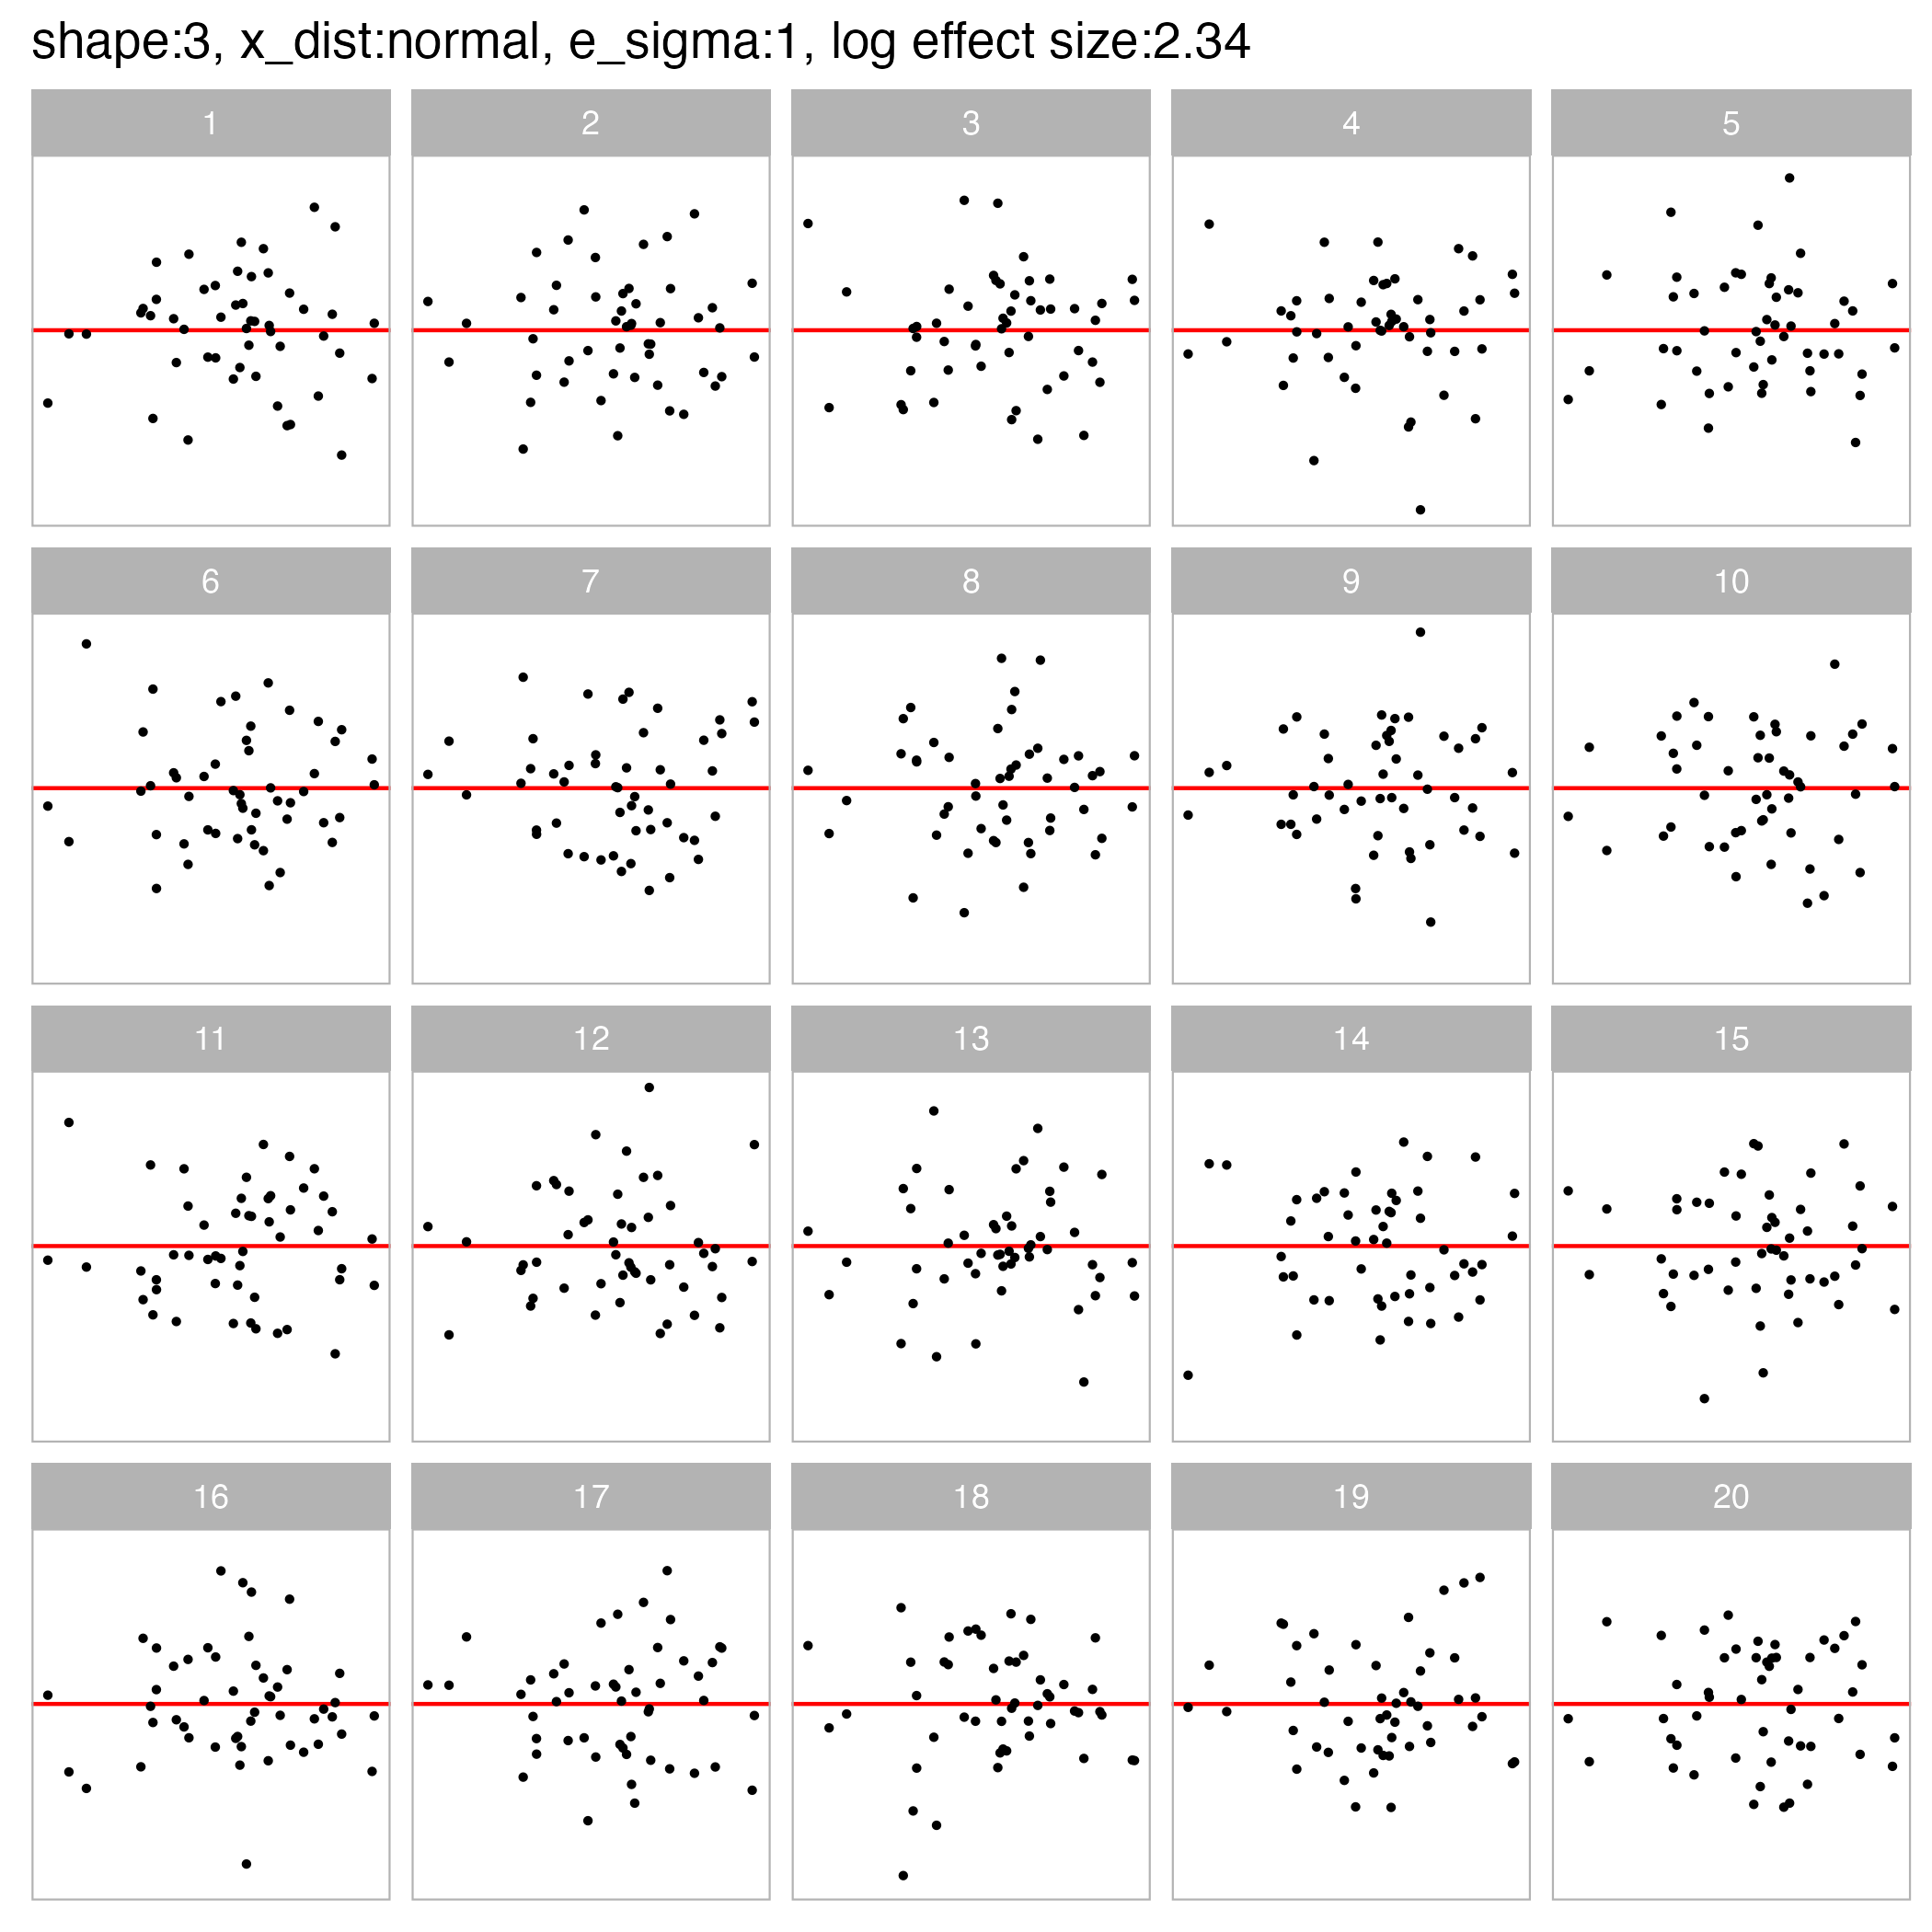 shape:3, x_dist:normal, e_sigma:1, log effect size:2.34
1 2 3 4 5
6 7 8 9 10
11 12 13 14 15
16 17 18 19 20